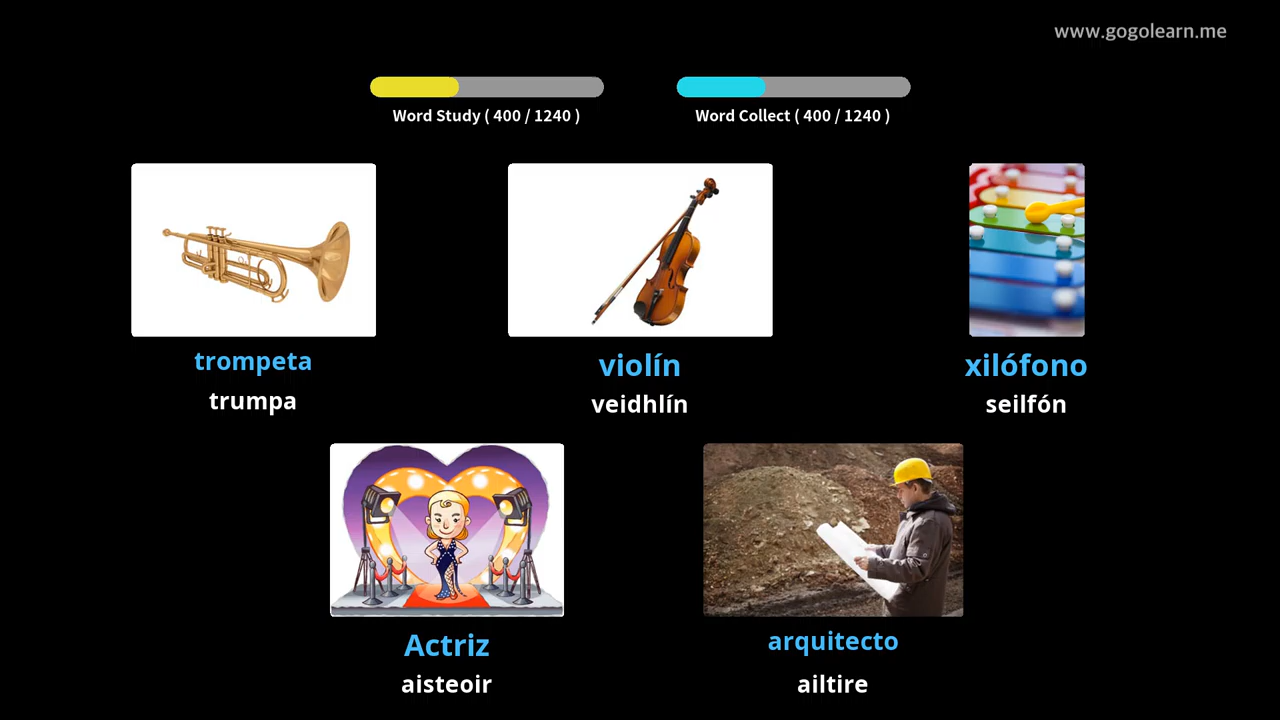 www.gogolearn.me
Word Study ( 400 / 1240 )
Word Collect ( 400 / 1240 )
trompeta
trumpa
violín
veidhlín
xilófono
seilfón
Actriz
aisteoir
arquitecto
ailtire